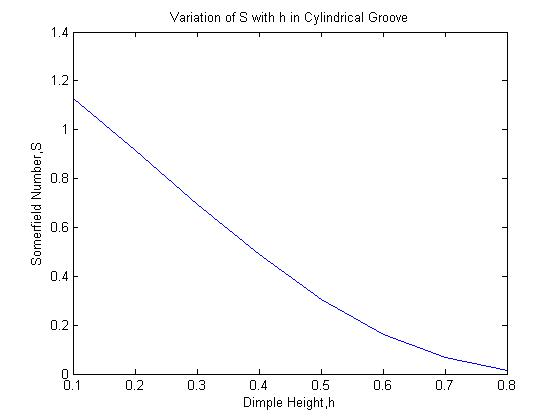 Variation of S with h in Cylindrical Groove
1.4
1.2
1
0.8
0.6
0.4
0.2
0
Somerfield Number,S
0.1 0.2 0.3 0.4 0.5 0.6 0.7 0.8
Dimple Height,h